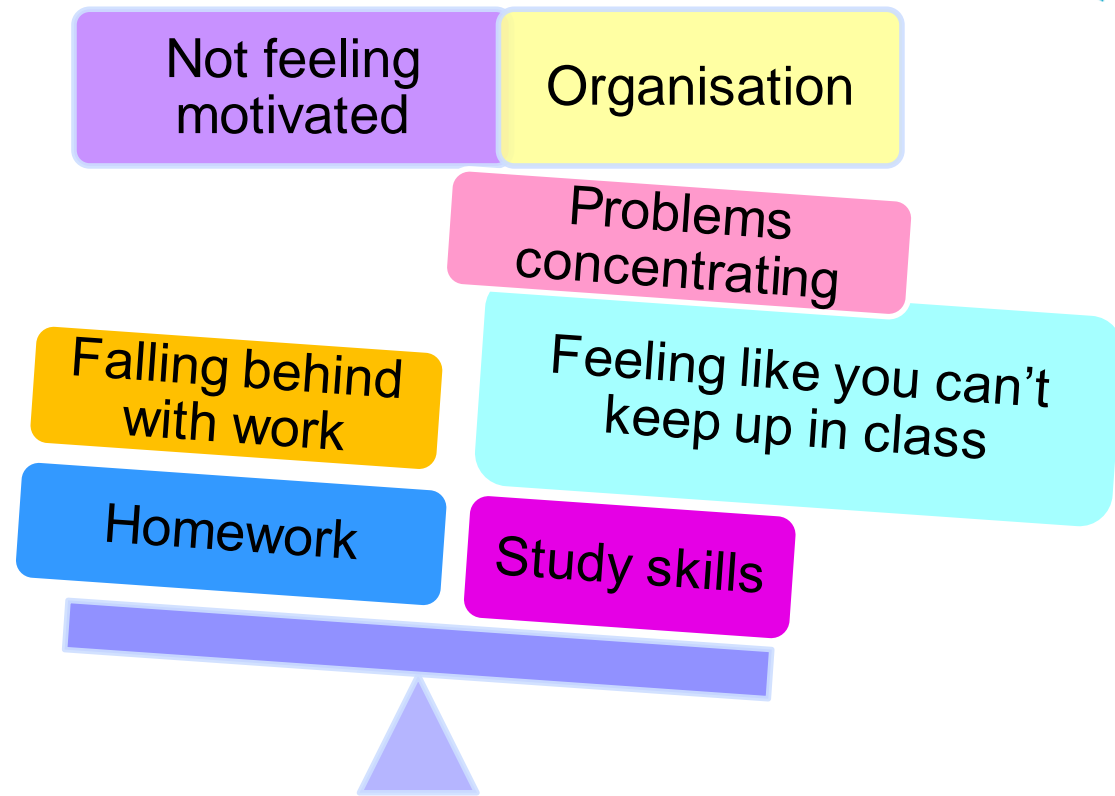 Not feeling
motivated
Organisation
Problems
concentrating
Falling behind
with work
Feeling like you can’t
keep up in class
Homework
Study skills